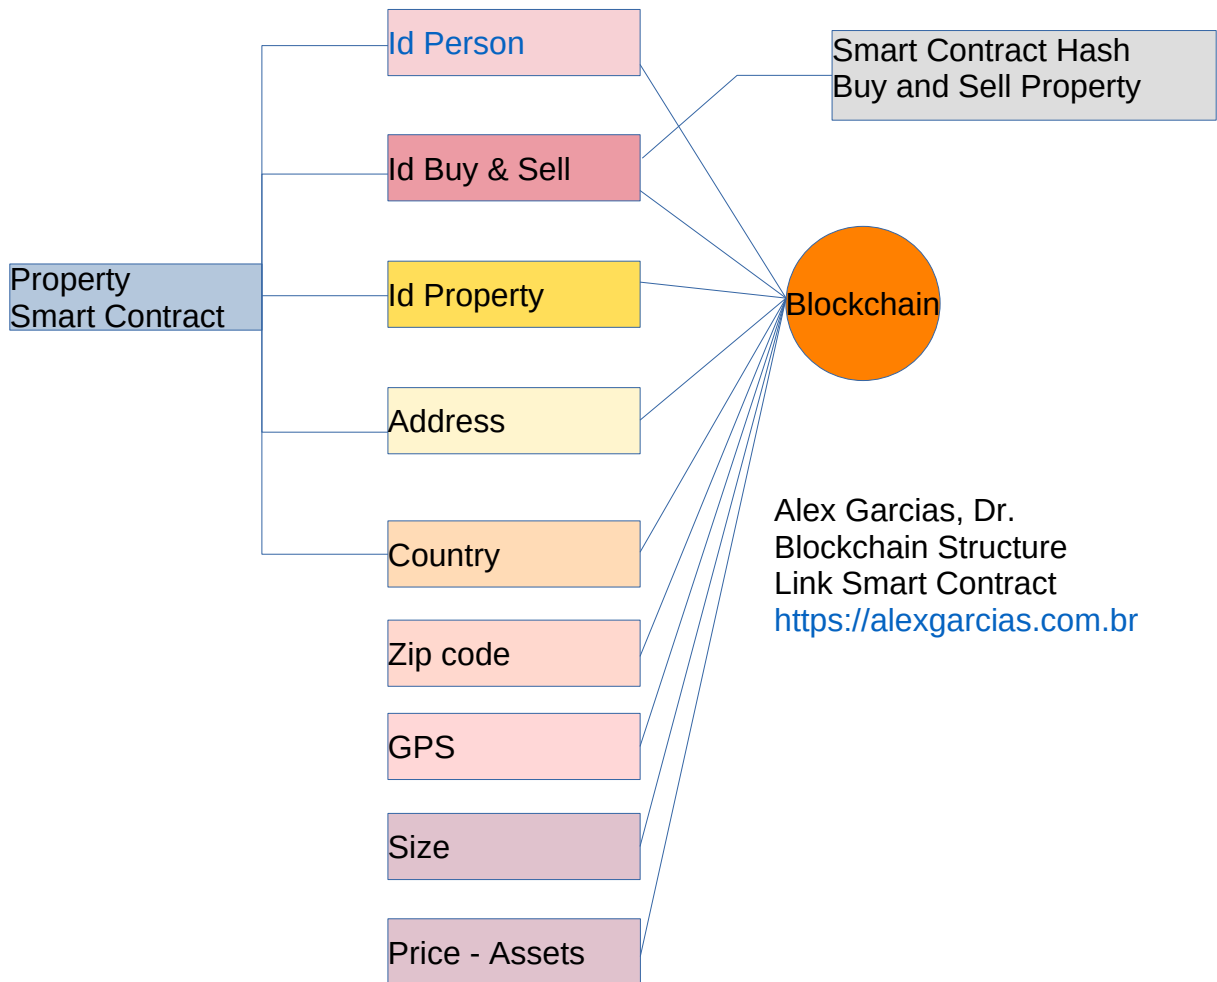 Id Person
Smart Contract Hash
Buy and Sell Property
Id Buy & Sell
Property
Smart Contract
Id Property
Blockchain
Address
Country
Zip code
GPS
Size
Price - Assets
Alex Garcias, Dr.
Blockchain Structure
Link Smart Contract
https://alexgarcias.com.br